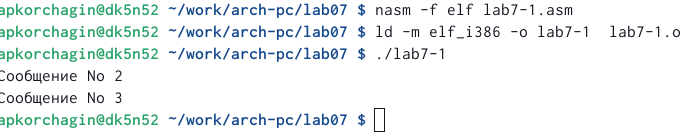 apkorchagin@dk5n52 ~/work/arch-pc/lab07 $ nasm -f elf lab7-1.asm
apkorchagin@dk5n52 ~/work/arch-pc/lab07 $ ld -m elf_i386 -o lab7-1  lab7-1.o
apkorchagin@dk5n52 ~/work/arch-pc/lab07 $ ./lab7-1
Сообщение No 2
Сообщение No 3
apkorchagin@dk5n52 ~/work/arch-pc/lab07 $